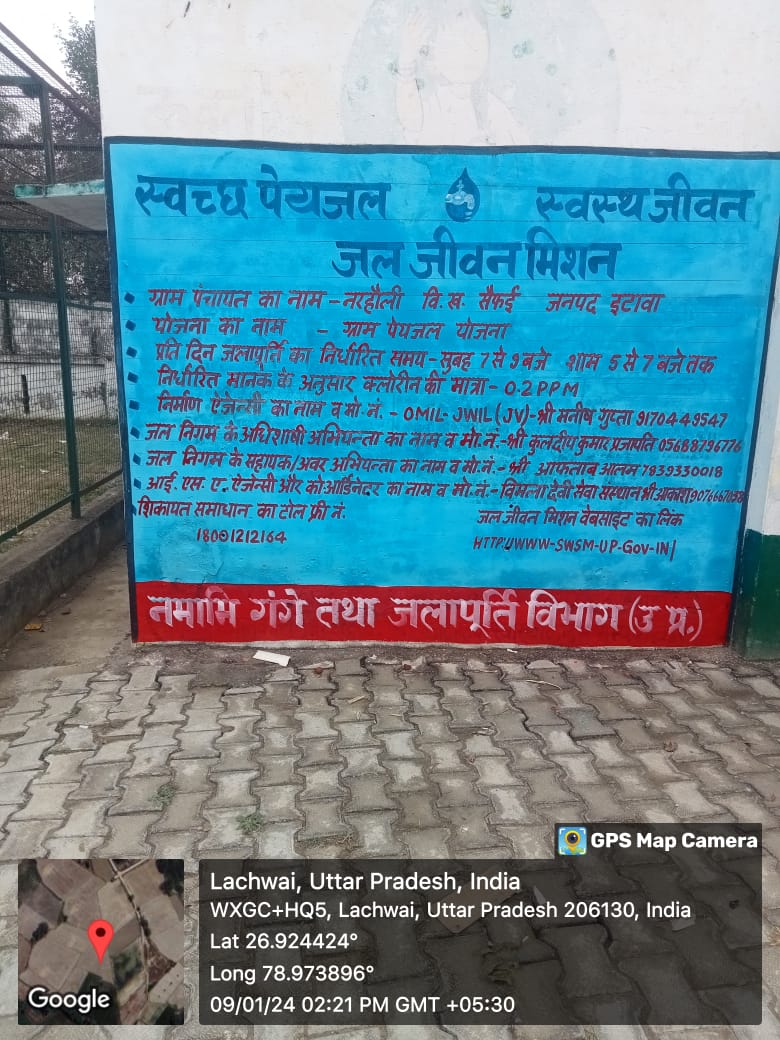 स्वच्छ पेयजल स्वस्थ जीवन
जल जीवन मिशन
ग्राम पंचायत का नाम - नरहौली वि.ख. सैफई जनपद इटावा
योजना का नाम - ग्राम पेयजल योजना
प्रति दिन जलापूर्ति का निर्धारित समय - सुबह 7 से 9 बजे शाम 5 से 7 बजे तक
निर्धारित मानक के अनुसार क्लोरीन की मात्रा - 0.2 PPM
निर्माण ऐजेन्सी का नाम व मो.नं. - OMIL-JWIL (JV)- श्री मनीष गुप्ता 9170449547
जल निगम के अधिशाषी अभियन्ता का नाम व मो.नं.-श्री कुलदीप कुमार प्रजापति 05688796776
जल निगम के सहायक/अवर अभियन्ता का नाम व मो.नं.- श्री आफताब आलम 7839330018
आई. एस. ए. ऐजेन्सी और कोऑर्डिनेटर का नाम व मो.नं.- विमला देवी सेवा संस्थान श्री आकाश
शिकायत समाधान का टोल फ्री नं. जल जीवन मिशन वेबसाइट का लिंक
18001212164 HTTP://WWW-SWSM-UP-GOV-IN/
नमामि गंगे तथा जलापूर्ति विभाग (उ प्र.)
GPS Map Camera
Lachwai, Uttar Pradesh, India
WXGC+HQ5, Lachwai, Uttar Pradesh 206130, India
Lat 26.924424°
Long 78.973896°
09/01/24 02:21 PM GMT +05:30
Google